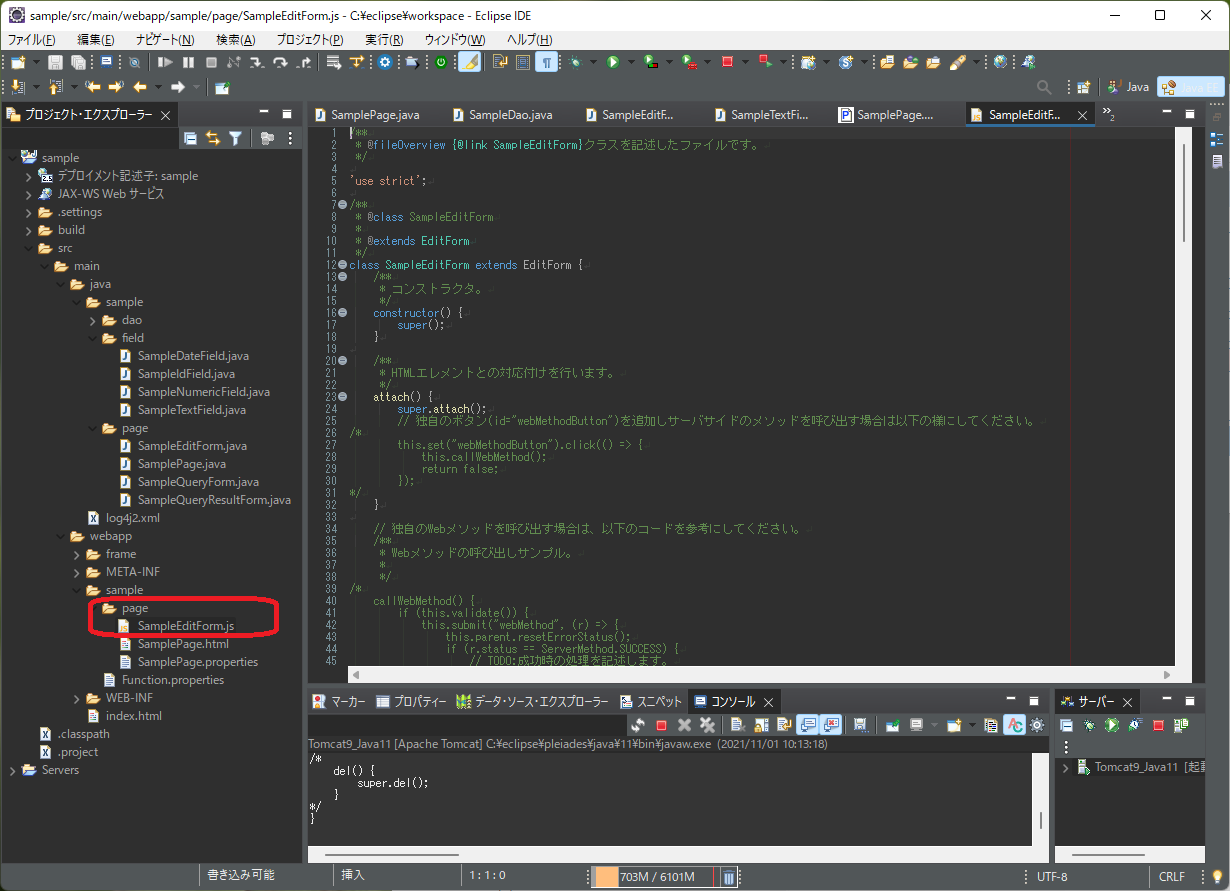 sample/src/main/webapp/sample/page/SampleEditForm.js - C:¥eclipse¥workspace - Eclipse IDE
ファイル(F) 編集(E) ナビゲート(N) 検索(A) プロジェクト(P) 実行(R) ウィンドウ(W) ヘルプ(H)
Java Java EE
プロジェクト・エクスプローラー
sample
デプロイメント記述子: sample
JAX-WS Web サービス
.settings
build
src
main
java
sample
dao
field
SampleDateField.java
SampleIdField.java
SampleNumericField.java
SampleTextField.java
page
SampleEditForm.java
SamplePage.java
SampleQueryForm.java
SampleQueryResultForm.java
log4j2.xml
webapp
frame
META-INF
sample
page
SampleEditForm.js
SamplePage.html
SamplePage.properties
Function.properties
WEB-INF
index.html
.classpath
.project
Servers
SamplePage.java SampleDao.java SampleEditF... SampleTextFi... SamplePage.... SampleEditF... 2
1 /**
2 * @fileOverview {@link SampleEditForm}クラスを記述したファイルです。
3 */
4
5 'use strict';
6
7 /**
8 * @class SampleEditForm
9 *
10 * @extends EditForm
11 */
12 class SampleEditForm extends EditForm {
13 /**
14 * コンストラクタ。
15 */
16 constructor() {
17 super();
18 }
19
20 /**
21 * HTMLエレメントとの対応付けを行います。
22 */
23 attach() {
24 super.attach();
25 // 独自のボタン(id="webMethodButton")を追加しサーバサイドのメソッドを呼び出す場合は以下の様にしてください。
26 /*
27 this.get("webMethodButton").click(() => {
28 this.callWebMethod();
29 return false;
30 });
31 */
32 }
33
34 // 独自のWebメソッドを呼び出す場合は、以下のコードを参考にしてください。
35 /**
36 * Webメソッドの呼び出しサンプル。
37 *
38 */
39 /*
40 callWebMethod() {
41 if (this.validate()) {
42 this.submit("webMethod", (r) => {
43 this.parent.resetErrorStatus();
44 if (r.status == ServerMethod.SUCCESS) {
45 // TODO:成功時の処理を記述します。
マーカー プロパティー データ・ソース・エクスプローラー スニペット コンソール
Tomcat9_Java11 [Apache Tomcat] C:¥eclipse¥pleiades¥java¥11¥bin¥javaw.exe (2021/11/01 10:13:18)
/*
del() {
super.del();
}
*/
}
サーバー
Tomcat9_Java11 [起動
書き込み可能 挿入 1:1:0 703M / 6101M UTF-8 CRLF